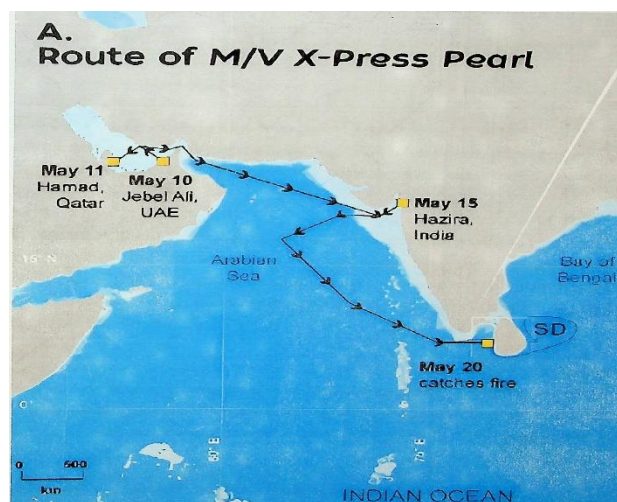 A.
Route of M/V X-Press Pearl
May 11
Hamad,
Qatar
May 10
Jebel Ali,
UAE
May 15
Hazira,
India
15° N
Arabian
Sea
Bay of
Bengal
SD
May 20
catches fire
0°
0 500
km
INDIAN OCEAN